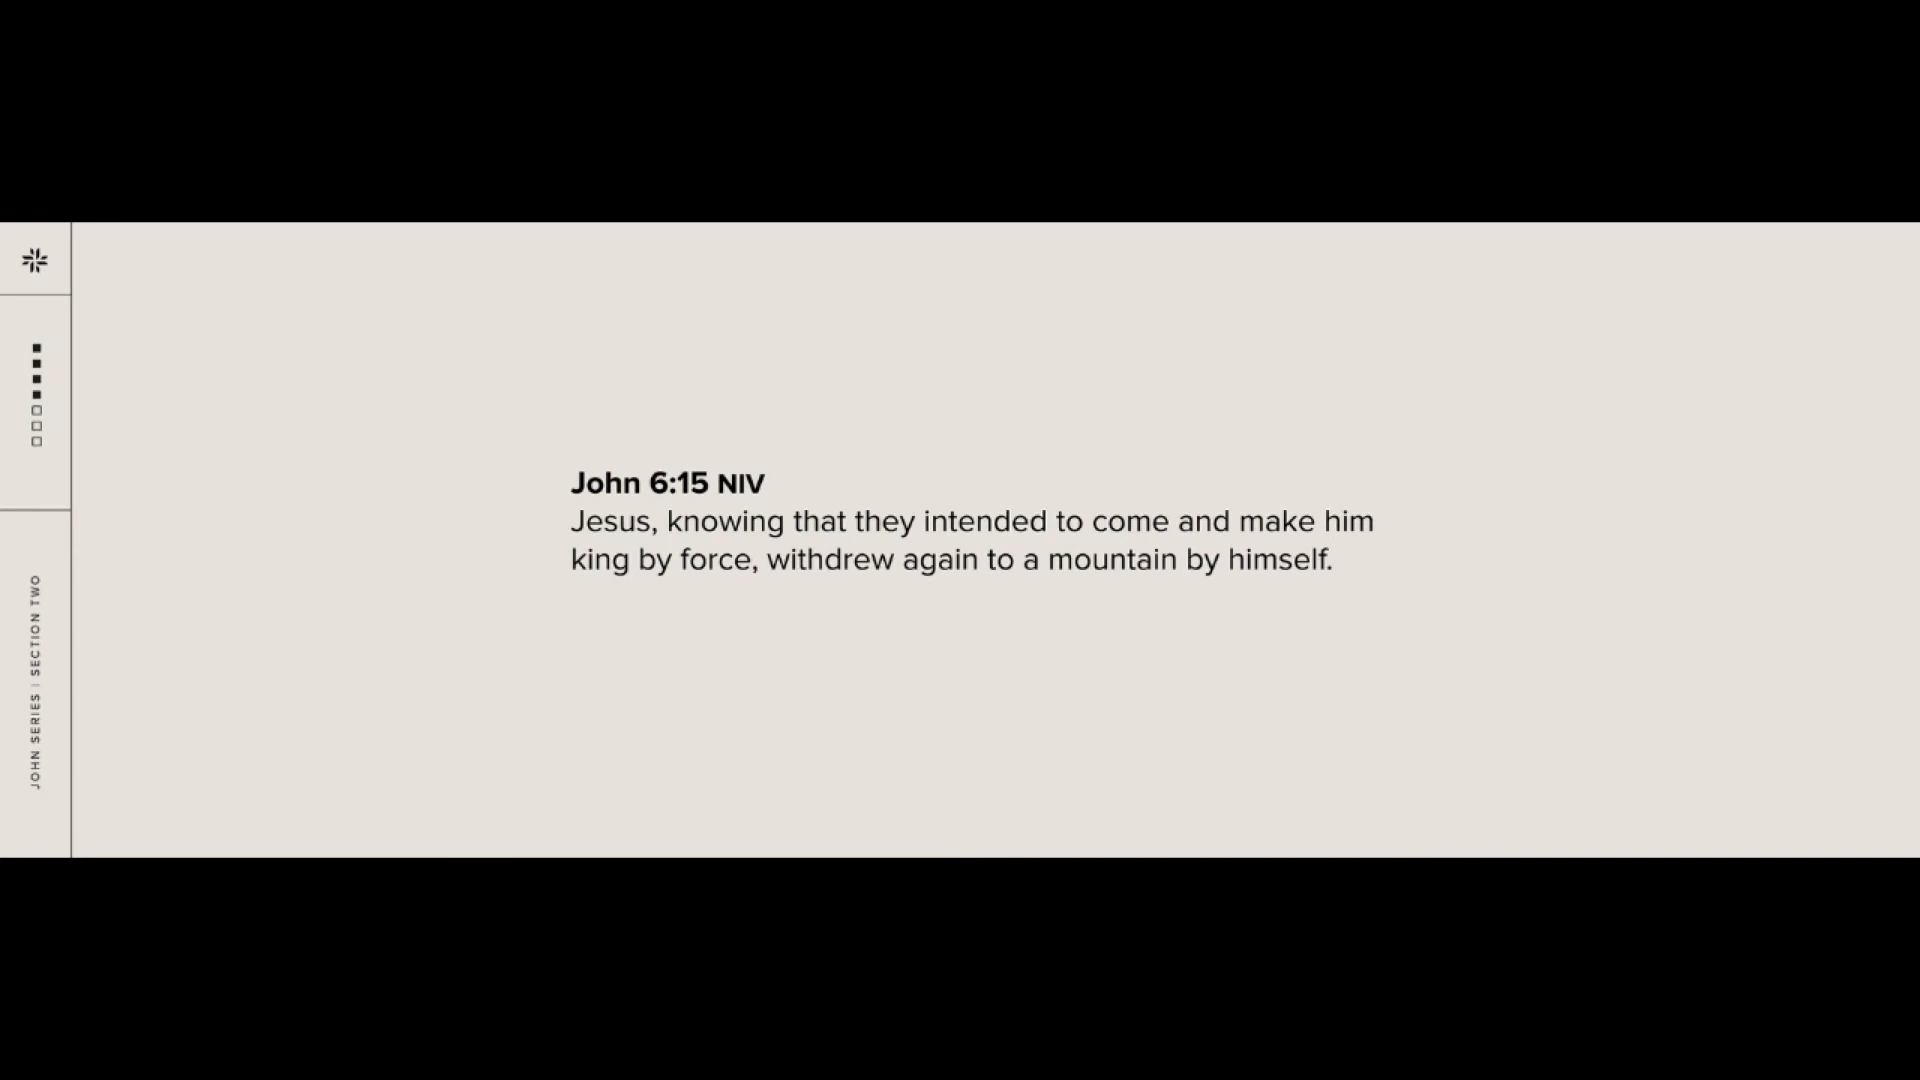 John 6:15 NIV
Jesus, knowing that they intended to come and make him
king by force, withdrew again to a mountain by himself.
JOHN SERIES | SECTION TWO